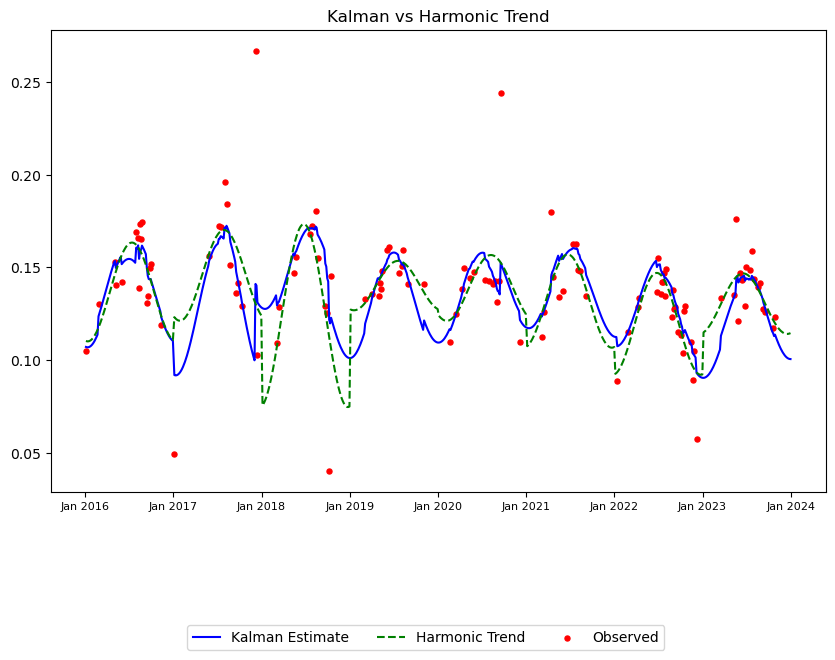 Kalman vs Harmonic Trend
0.25
0.20
0.15
0.10
0.05
Jan 2016 Jan 2017 Jan 2018 Jan 2019 Jan 2020 Jan 2021 Jan 2022 Jan 2023 Jan 2024
Kalman Estimate Harmonic Trend Observed